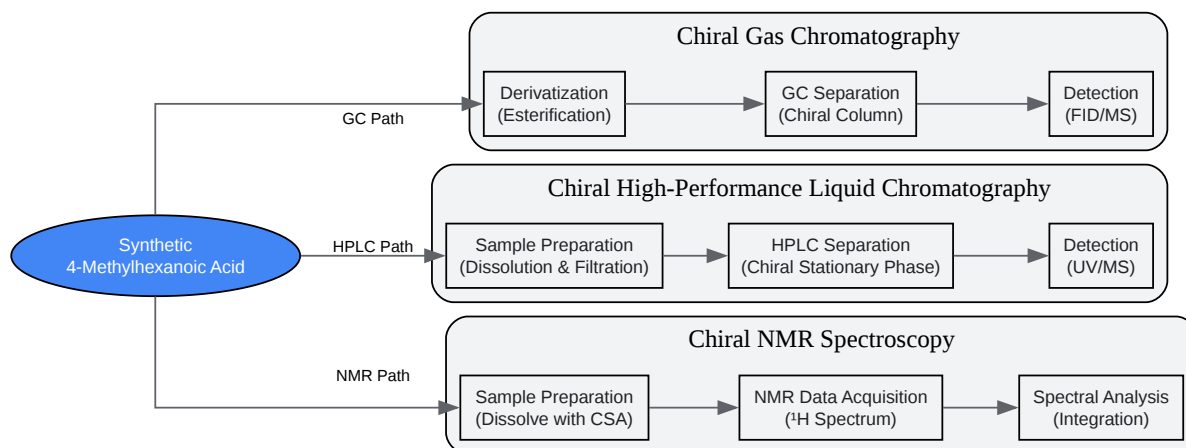 Chiral Gas Chromatography
Derivatization
(Esterification)
GC Separation
(Chiral Column)
Detection
(FID/MS)
GC Path
Chiral High-Performance Liquid Chromatography
Synthetic
4-Methylhexanoic Acid
HPLC Path
Sample Preparation
(Dissolution & Filtration)
HPLC Separation
(Chiral Stationary Phase)
Detection
(UV/MS)
Chiral NMR Spectroscopy
NMR Path
Sample Preparation
(Dissolve with CSA)
NMR Data Acquisition
(¹H Spectrum)
Spectral Analysis
(Integration)